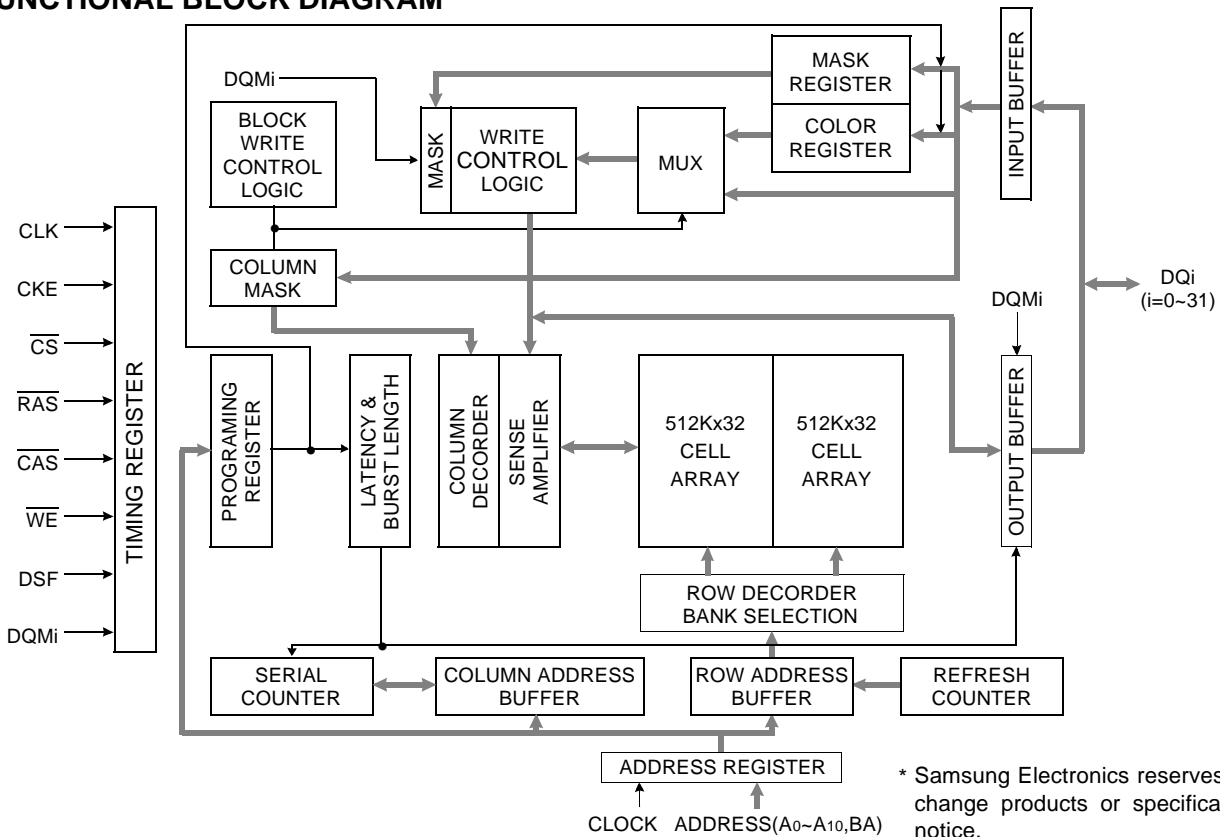 FUNCTIONAL BLOCK DIAGRAM
DQMi
BLOCK
WRITE
CONTROL
LOGIC
MASK
WRITE
CONTROL
LOGIC
MUX
MASK
REGISTER
COLOR
REGISTER
INPUT BUFFER
CLK
CKE
CS
RAS
CAS
WE
DSF
DQMi
TIMING REGISTER
COLUMN
MASK
DQMi
DQi
(i=0~31)
PROGRAMING
REGISTER
LATENCY &
BURST LENGTH
COLUMN
DECORDER
SENSE
AMPLIFIER
512Kx32
CELL
ARRAY
512Kx32
CELL
ARRAY
OUTPUT BUFFER
ROW DECORDER
BANK SELECTION
SERIAL
COUNTER
COLUMN ADDRESS
BUFFER
ROW ADDRESS
BUFFER
REFRESH
COUNTER
ADDRESS REGISTER
CLOCK
ADDRESS(A0~A10,BA)
* Samsung Electronics reserves
change products or specifica
notice.